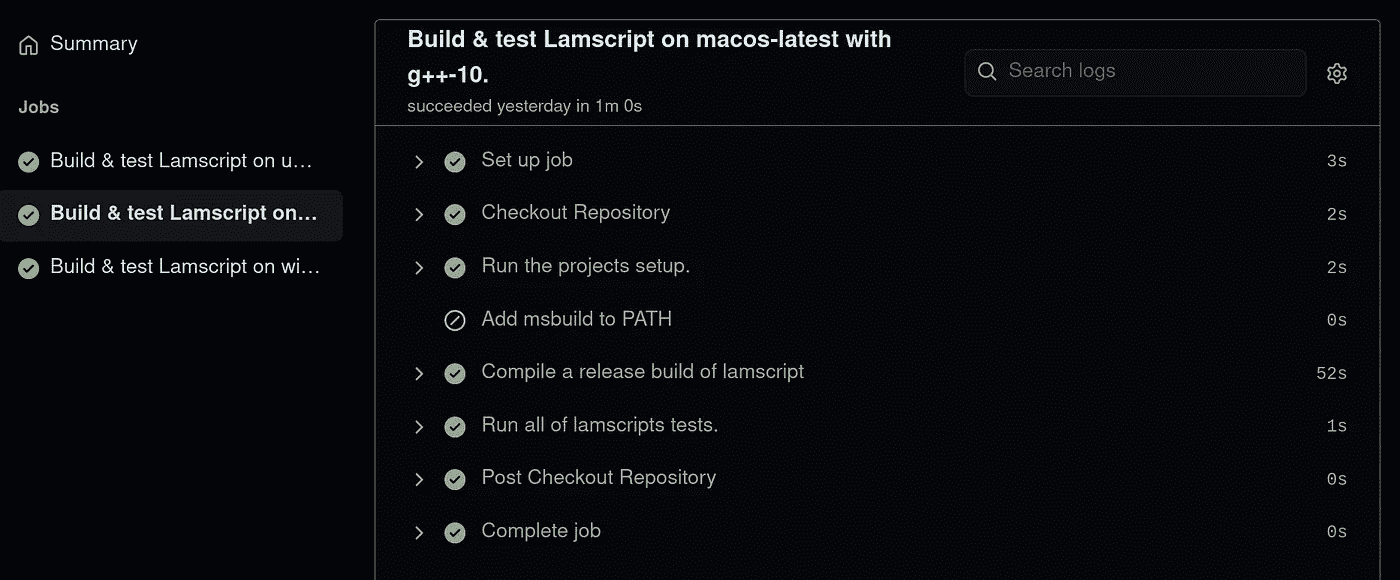 Summary
Jobs
Build & test Lamscript on u...
Build & test Lamscript on...
Build & test Lamscript on wi...
Build & test Lamscript on macos-latest with
g++-10.
succeeded yesterday in 1m 0s
Search logs
Set up job 3s
Checkout Repository 2s
Run the projects setup. 2s
Add msbuild to PATH 0s
Compile a release build of lamscript 52s
Run all of lamscripts tests. 1s
Post Checkout Repository 0s
Complete job 0s